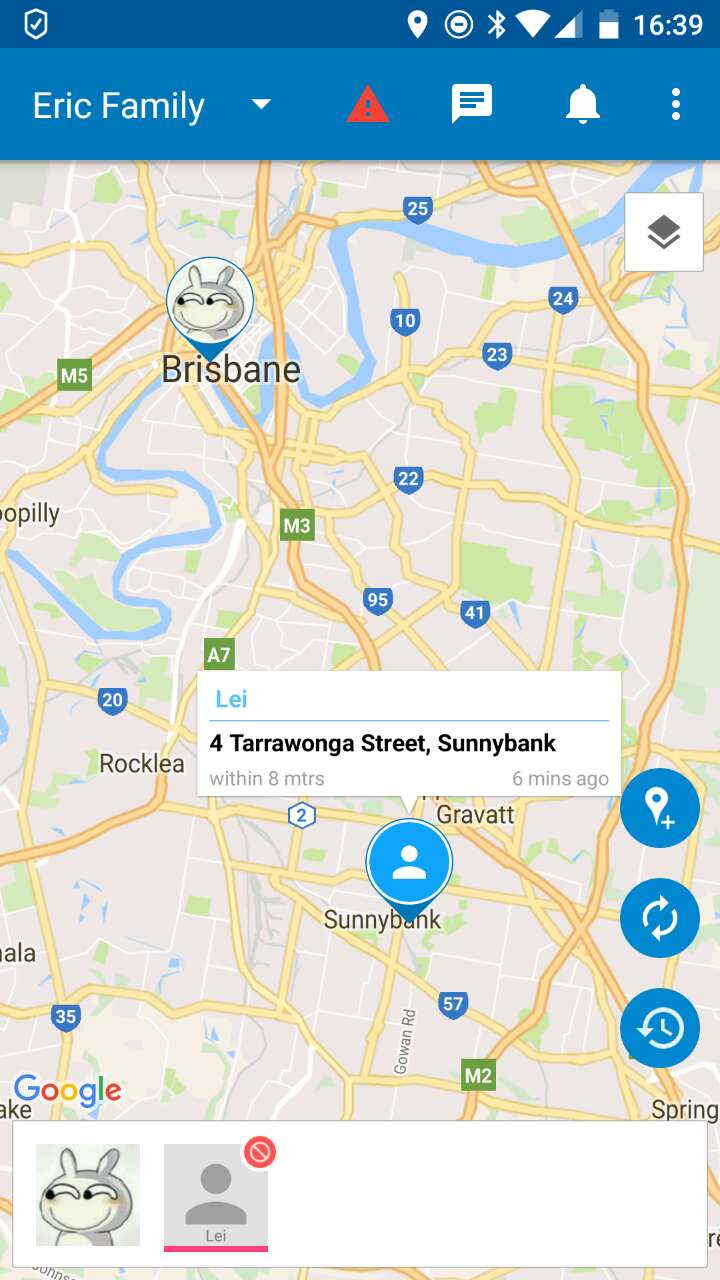 16:39
Eric Family
25
24
10
23
M5
Brisbane
22
oopilly
M3
95
41
A7
Lei
20
4 Tarrawonga Street, Sunnybank
Rocklea
within 8 mtrs
6 mins ago
2
Gravatt
Sunnybank
nala
57
35
Gowan Rd
M2
Google
ake
Spring
Lei